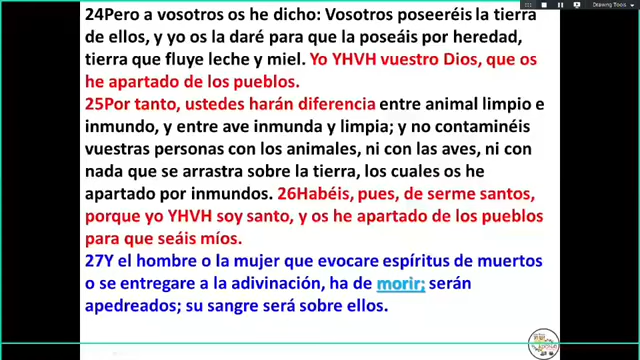 24Pero a vosotros os he dicho: Vosotros poseeréis la tierra
de ellos, y yo os la daré para que la poseáis por heredad,
tierra que fluye leche y miel. Yo YHVH vuestro Dios, que os
he apartado de los pueblos.
25Por tanto, ustedes harán diferencia entre animal limpio e
inmundo, y entre ave inmunda y limpia; y no contaminéis
vuestras personas con los animales, ni con las aves, ni con
nada que se arrastra sobre la tierra, los cuales os he
apartado por inmundos. 26Habéis, pues, de serme santos,
porque yo YHVH soy santo, y os he apartado de los pueblos
para que seáis míos.
27Y el hombre o la mujer que evocare espíritus de muertos
o se entregare a la adivinación, ha de morir; serán
apedreados; su sangre será sobre ellos.
Drawing Tools